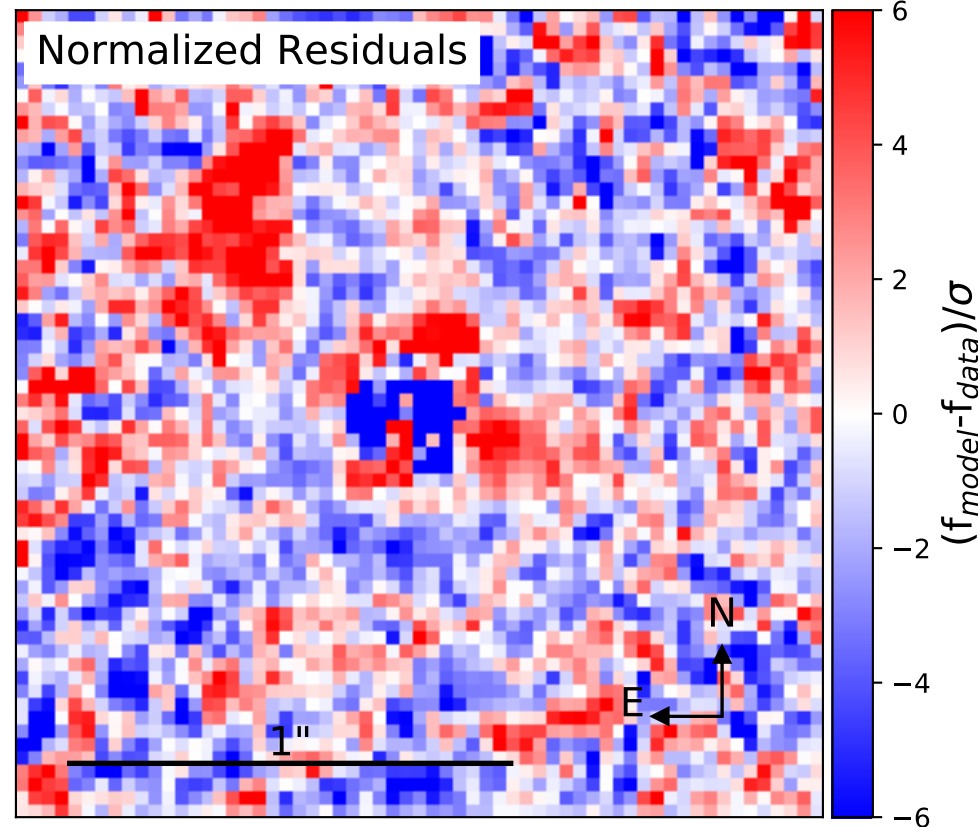 Normalized Residuals
6
4
2
0
−2
−4
−6
(f_model-f_data)/σ
N
E
1"